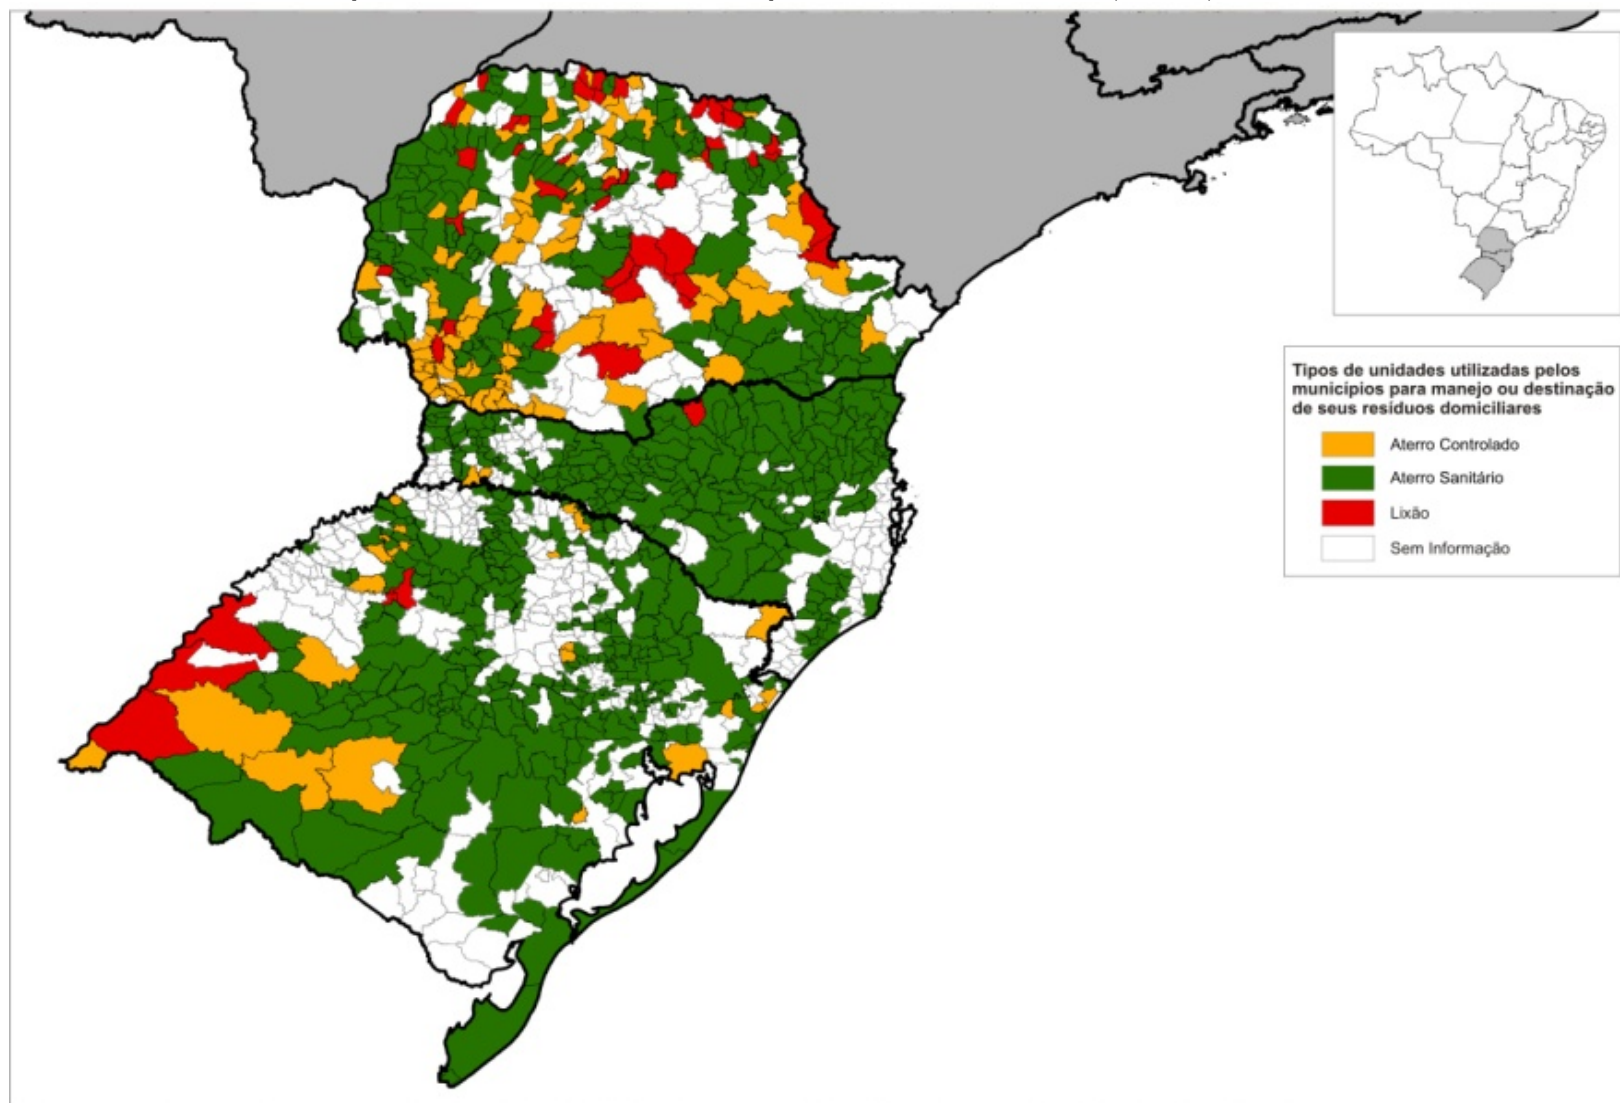 Tipos de unidades utilizadas pelos
municípios para manejo ou destinação
de seus resíduos domiciliares
Aterro Controlado
Aterro Sanitário
Lixão
Sem Informação